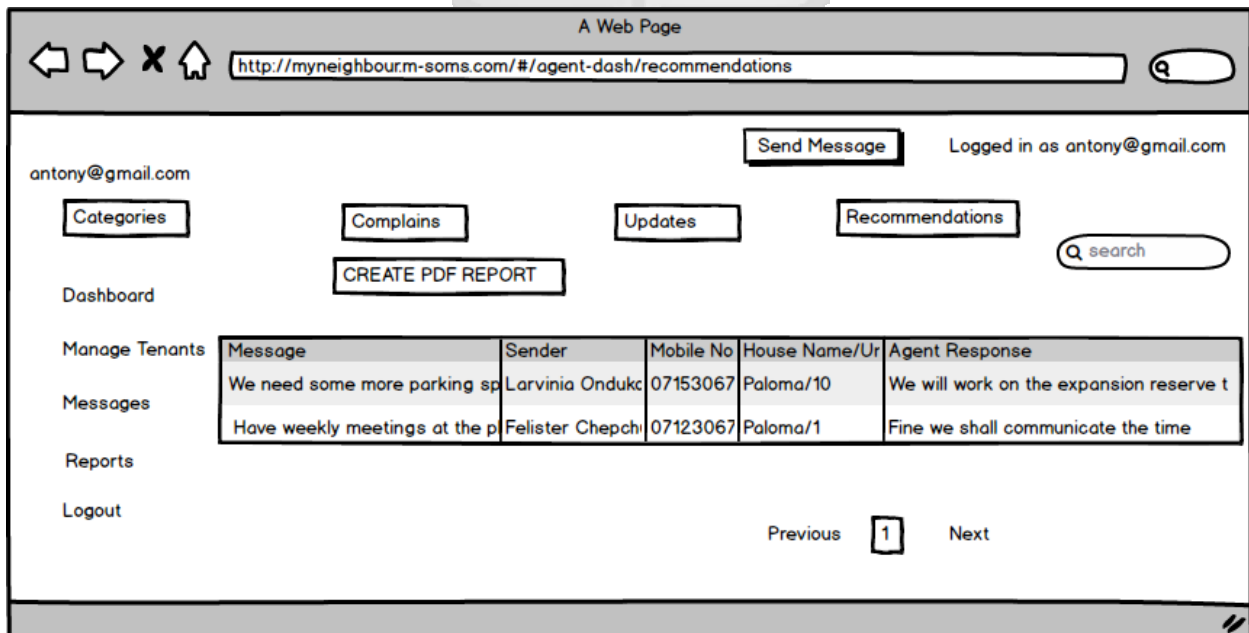 A Web Page
http://myneighbour.m-soms.com/#/agent-dash/recommendations
Send Message Logged in as antony@gmail.com
antony@gmail.com
Categories Complains Updates Recommendations
search
CREATE PDF REPORT
Dashboard
Manage Tenants
Message Sender Mobile No House Name/Ur Agent Response
We need some more parking sp Larvinia Onduko 07153067 Paloma/10 We will work on the expansion reserve t
Messages
Have weekly meetings at the pl Felister Chepch 07123067 Paloma/1 Fine we shall communicate the time
Reports
Logout
Previous 1 Next